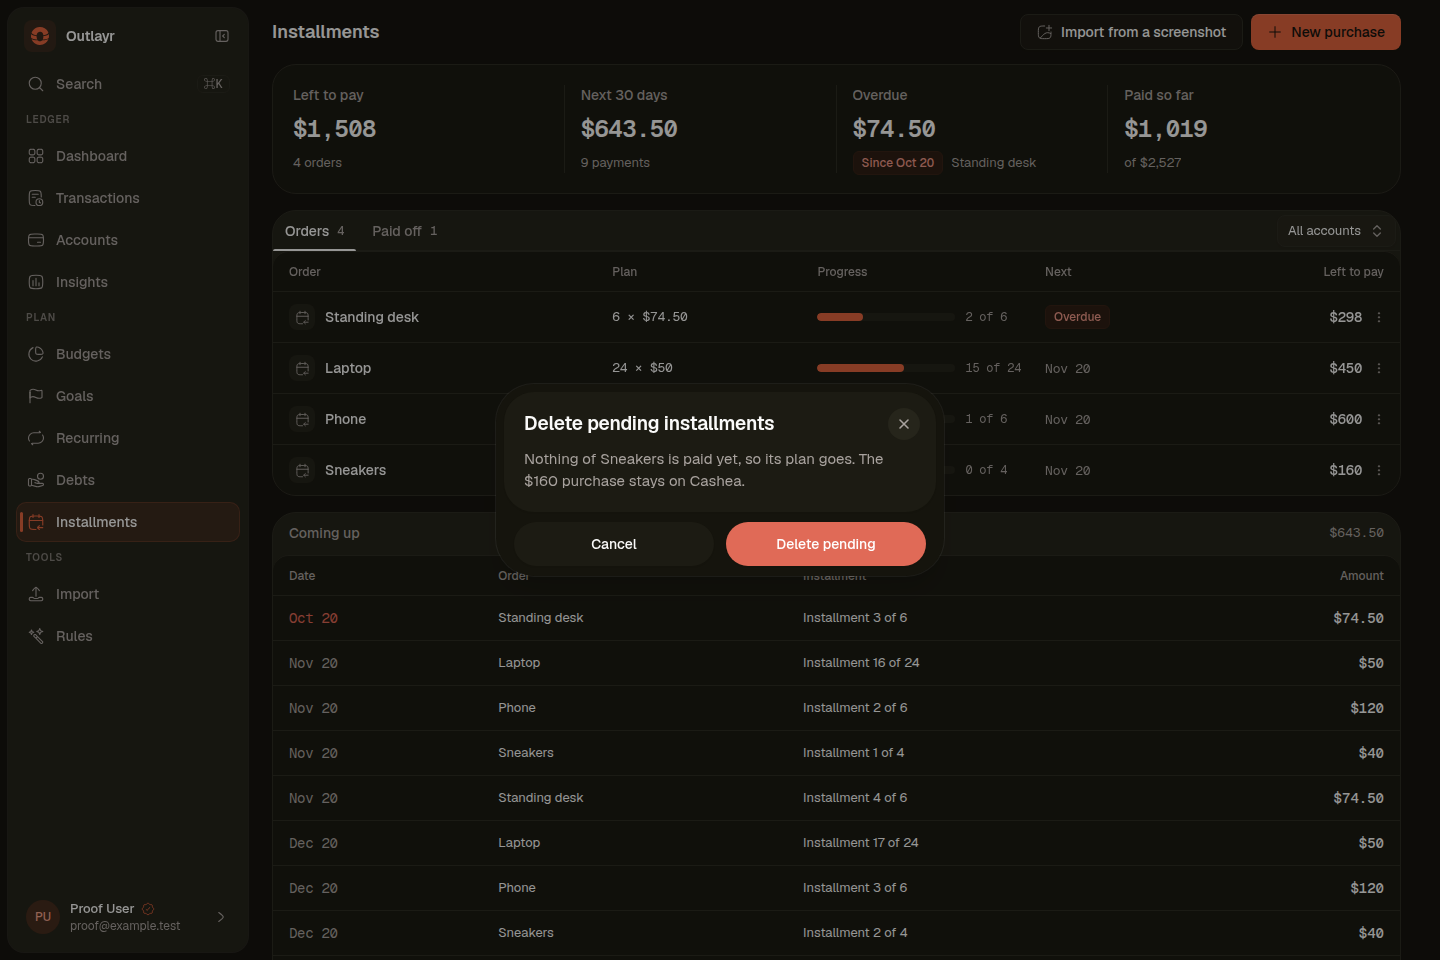 Outlayr
Search ⌘K
LEDGER
Dashboard
Transactions
Accounts
Insights
PLAN
Budgets
Goals
Recurring
Debts
Installments
TOOLS
Import
Rules
PU
Proof User
proof@example.test
Installments
Import from a screenshot
New purchase
Left to pay
$1,508
4 orders
Next 30 days
$643.50
9 payments
Overdue
$74.50
Since Oct 20 Standing desk
Paid so far
$1,019
of $2,527
Orders 4 Paid off 1 All accounts
Order Plan Progress Next Left to pay
Standing desk 6 × $74.50 2 of 6 Overdue $298
Laptop 24 × $50 15 of 24 Nov 20 $450
Phone 1 of 6 Nov 20 $600
Sneakers 0 of 4 Nov 20 $160
Delete pending installments
Nothing of Sneakers is paid yet, so its plan goes. The
$160 purchase stays on Cashea.
Cancel Delete pending
Coming up $643.50
Date Order Installment Amount
Oct 20 Standing desk Installment 3 of 6 $74.50
Nov 20 Laptop Installment 16 of 24 $50
Nov 20 Phone Installment 2 of 6 $120
Nov 20 Sneakers Installment 1 of 4 $40
Nov 20 Standing desk Installment 4 of 6 $74.50
Dec 20 Laptop Installment 17 of 24 $50
Dec 20 Phone Installment 3 of 6 $120
Dec 20 Sneakers Installment 2 of 4 $40